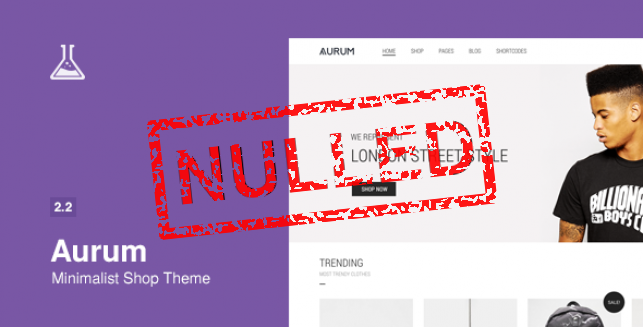 AURUM
HOME SHOP PAGES BLOG SHORTCODES
WE REPRESENT
LONDON STREET STYLE
SHOP NOW
NULLED
BILLIONAIRE
BOYS CLUB
2.2
Aurum
Minimalist Shop Theme
TRENDING
MOST TRENDY CLOTHES
SALE!